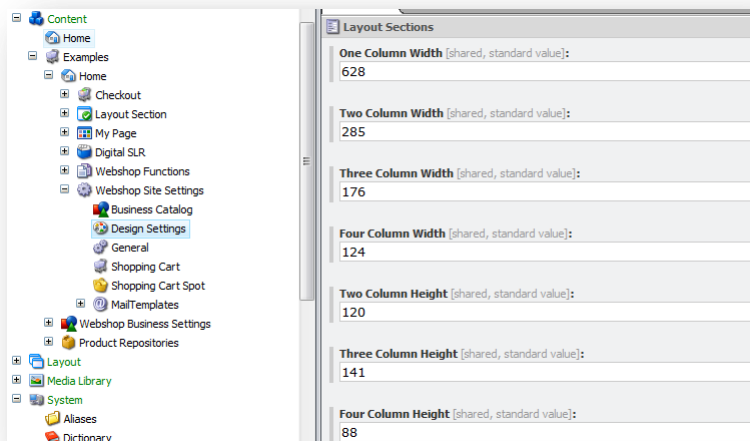 Content
Home
Examples
Home
Checkout
Layout Section
My Page
Digital SLR
Webshop Functions
Webshop Site Settings
Business Catalog
Design Settings
General
Shopping Cart
Shopping Cart Spot
MailTemplates
Webshop Business Settings
Product Repositories
Layout
Media Library
System
Aliases
Dictionary
Layout Sections
One Column Width [shared, standard value]:
628
Two Column Width [shared, standard value]:
285
Three Column Width [shared, standard value]:
176
Four Column Width [shared, standard value]:
124
Two Column Height [shared, standard value]:
120
Three Column Height [shared, standard value]:
141
Four Column Height [shared, standard value]:
88